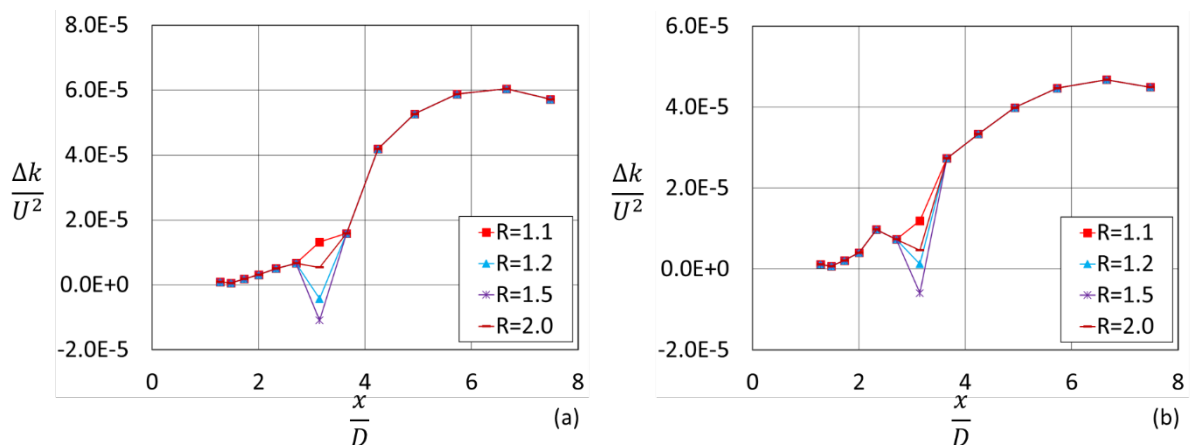 8.0E-5
6.0E-5
4.0E-5
2.0E-5
0.0E+0
-2.0E-5
Δk
U²
R=1.1
R=1.2
R=1.5
R=2.0
0 2 4 6 8
x
D
(a)
6.0E-5
4.0E-5
2.0E-5
0.0E+0
-2.0E-5
Δk
U²
R=1.1
R=1.2
R=1.5
R=2.0
0 2 4 6 8
x
D
(b)